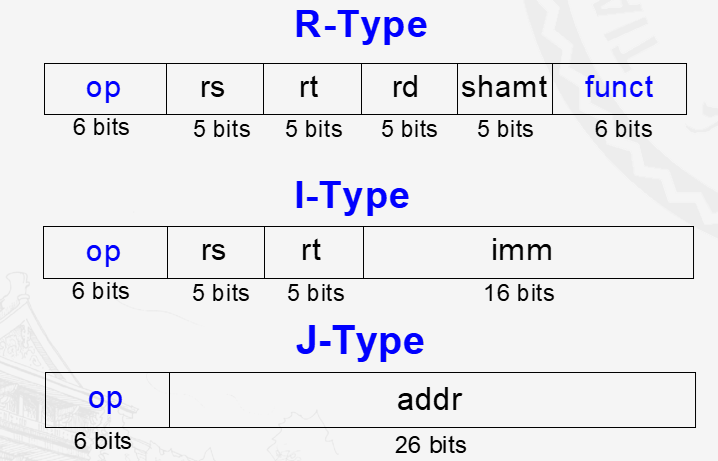 R-Type
op rs rt rd shamt funct
6 bits 5 bits 5 bits 5 bits 5 bits 6 bits
I-Type
op rs rt imm
6 bits 5 bits 5 bits 16 bits
J-Type
op addr
6 bits 26 bits